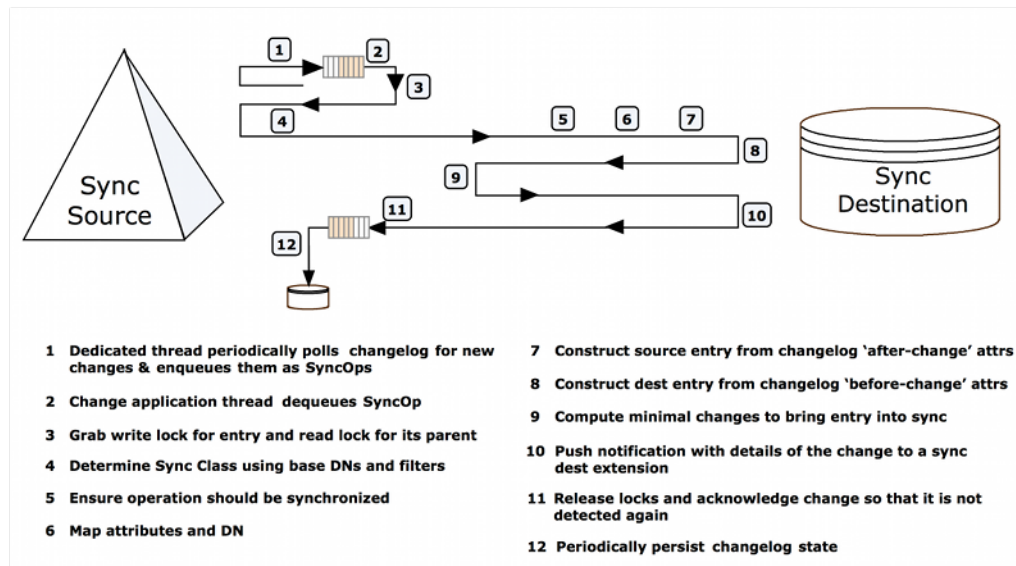 1
2
3
4
5
6
7
8
9
10
11
12
Sync
Source
Sync
Destination
1 Dedicated thread periodically polls changelog for new
changes & enqueues them as SyncOps
2 Change application thread dequeues SyncOp
3 Grab write lock for entry and read lock for its parent
4 Determine Sync Class using base DNs and filters
5 Ensure operation should be synchronized
6 Map attributes and DN
7 Construct source entry from changelog ‘after-change’ attrs
8 Construct dest entry from changelog ‘before-change’ attrs
9 Compute minimal changes to bring entry into sync
10 Push notification with details of the change to a sync
dest extension
11 Release locks and acknowledge change so that it is not
detected again
12 Periodically persist changelog state